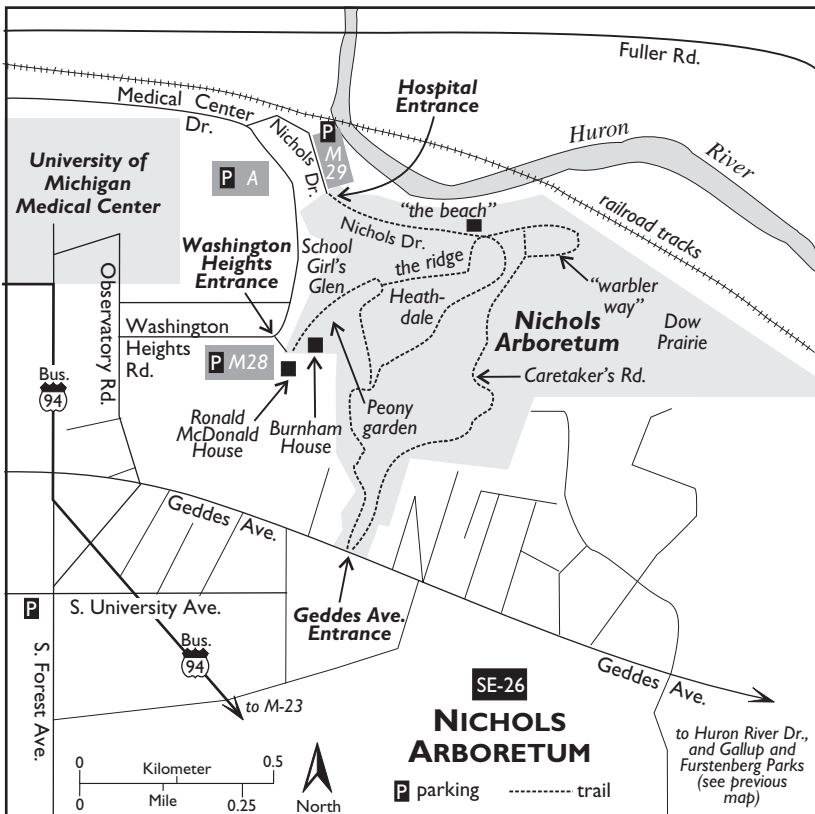 Fuller Rd.
Medical Center
Dr.
Hospital
Entrance
Huron
River
Nichols Dr.
P
M
29
University of
Michigan
Medical Center
P A
"the beach"
railroad tracks
Nichols Dr.
Washington
Heights
Entrance
School
Girl's
Glen
the ridge
Heath-
dale
"warbler
way"
Nichols
Arboretum
Dow
Prairie
Observatory Rd.
Washington
Heights Rd.
P M28
Caretaker's Rd.
Bus.
94
Ronald
McDonald
House
Burnham
House
Peony
garden
Geddes Ave.
Geddes Ave.
Entrance
P
S. University Ave.
S. Forest Ave.
Bus.
94
to M-23
Geddes Ave.
SE-26
NICHOLS
ARBORETUM
to Huron River Dr.,
and Gallup and
Furstenberg Parks
(see previous
map)
0 0.5
Kilometer
Mile
0 0.25
North
P parking
trail